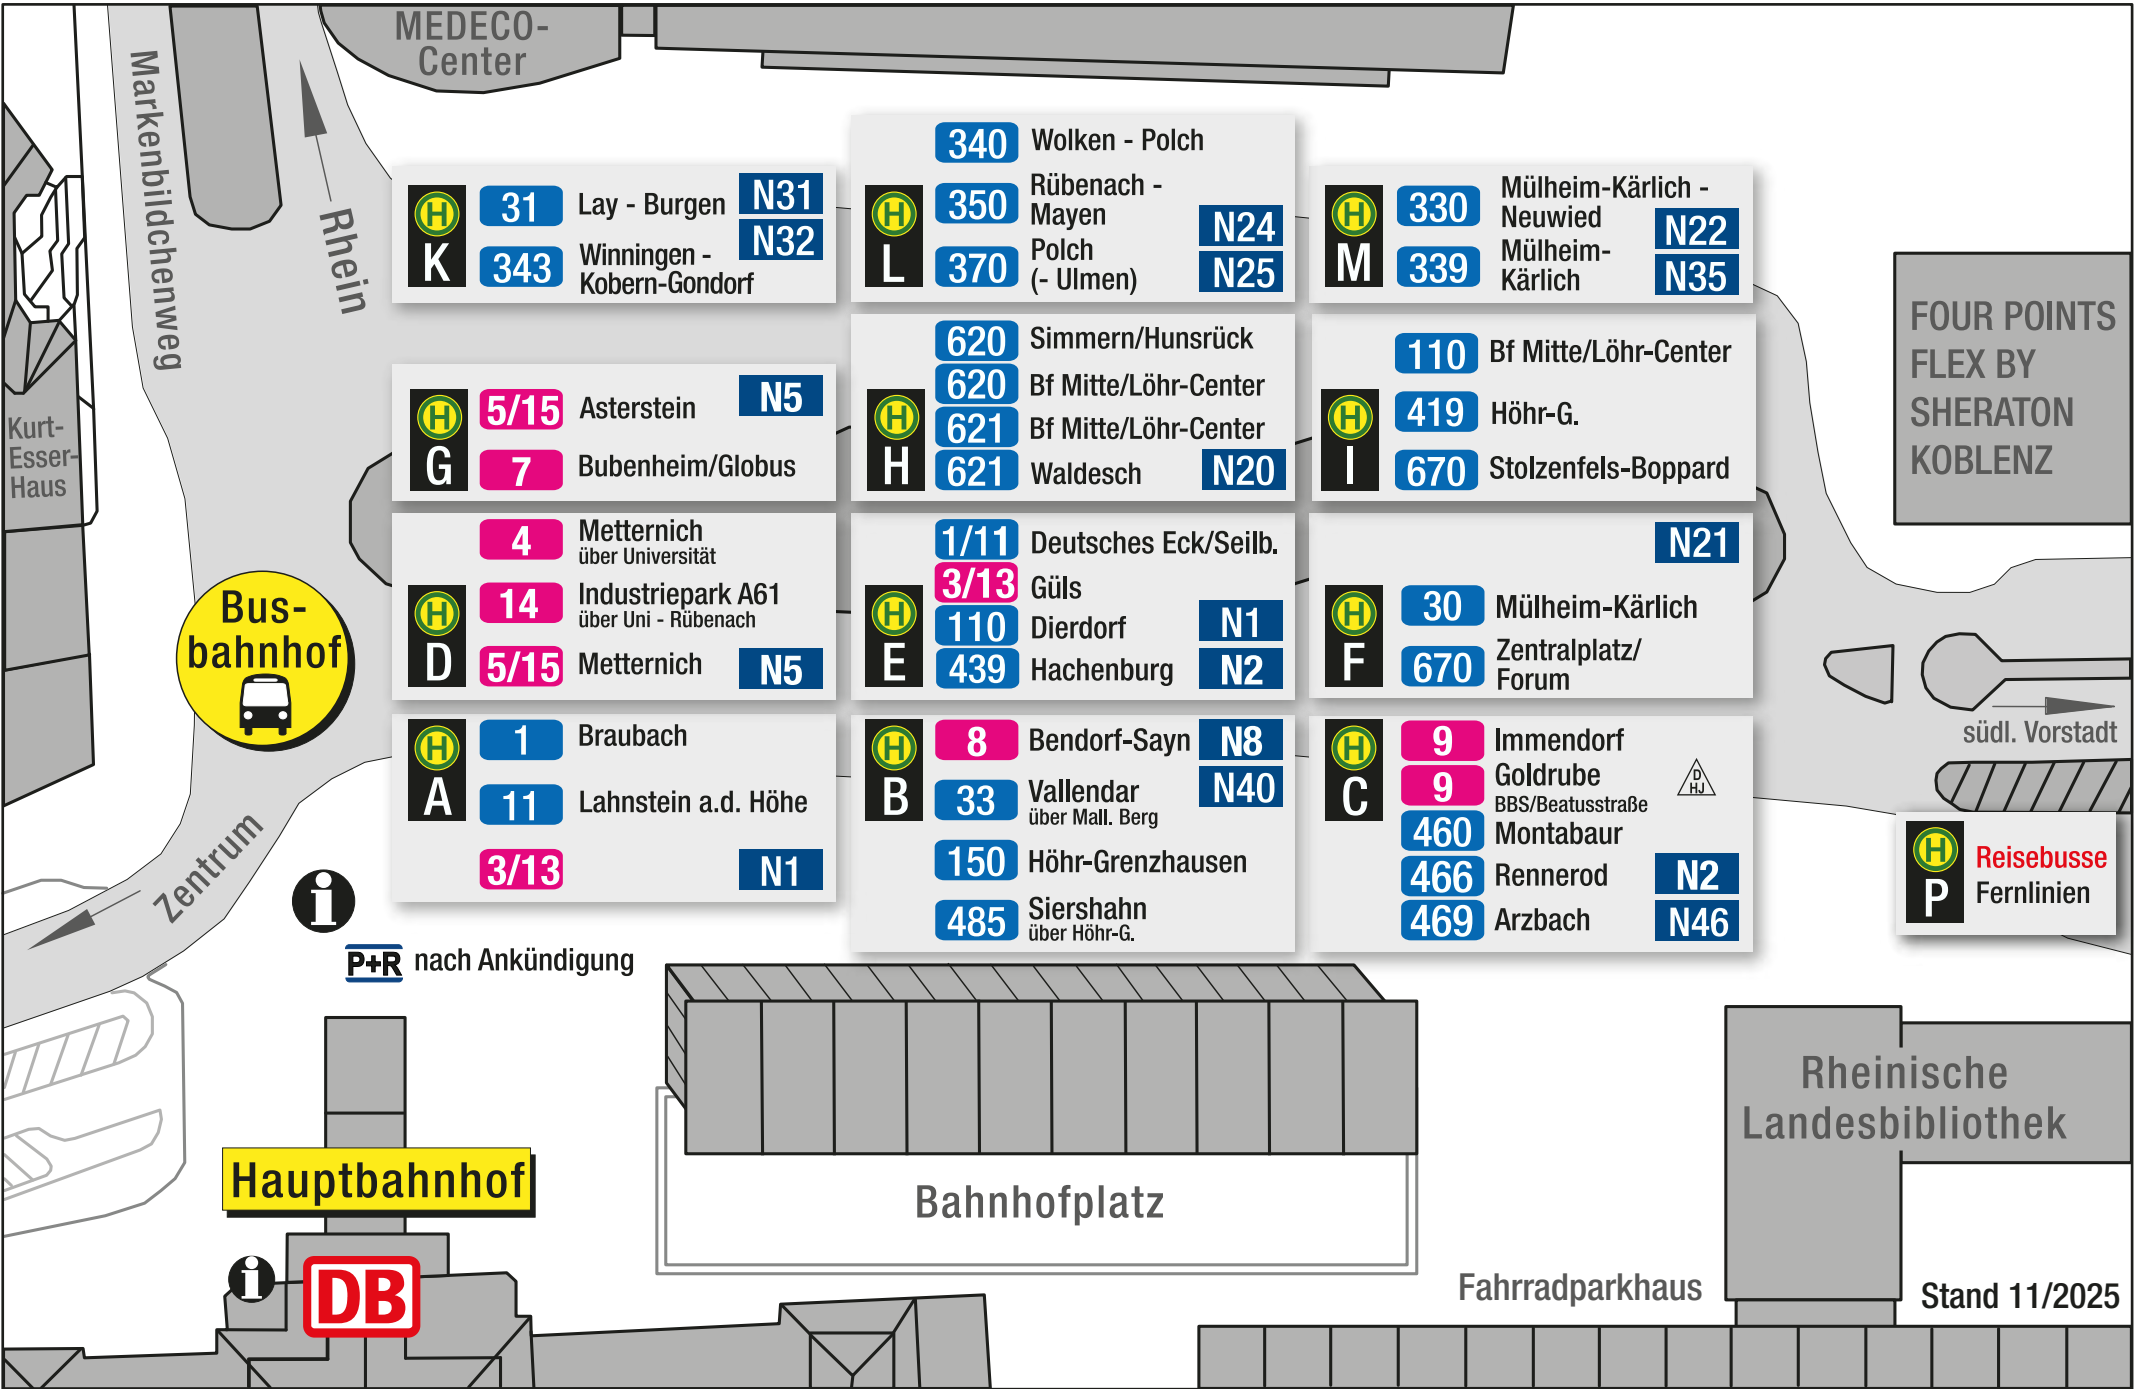 MEDECO-
Center
Markenbildchenweg
Rhein
H
K
31 Lay - Burgen N31
N32
343 Winningen -
Kobern-Gondorf
H
L
340 Wolken - Polch
350 Rübenach -
Mayen
N24
370 Polch
(- Ulmen)
N25
H
M
330 Mülheim-Kärlich -
Neuwied
N22
339 Mülheim-
Kärlich
N35
FOUR POINTS
FLEX BY
SHERATON
KOBLENZ
Kurt-
Esser-
Haus
H
G
5/15 Asterstein N5
7 Bubenheim/Globus
H
H
620 Simmern/Hunsrück
620 Bf Mitte/Löhr-Center
621 Bf Mitte/Löhr-Center
621 Waldesch N20
H
I
110 Bf Mitte/Löhr-Center
419 Höhr-G.
670 Stolzenfels-Boppard
Bus-
bahnhof
H
D
4 Metternich
über Universität
14 Industriepark A61
über Uni - Rübenach
5/15 Metternich N5
H
E
1/11 Deutsches Eck/Seilb.
3/13 Güls
110 Dierdorf N1
439 Hachenburg N2
H
F
N21
30 Mülheim-Kärlich
670 Zentralplatz/
Forum
südl. Vorstadt
H
A
1 Braubach
11 Lahnstein a.d. Höhe
3/13 N1
H
B
8 Bendorf-Sayn N8
N40
33 Vallendar
über Mall. Berg
150 Höhr-Grenzhausen
485 Siershahn
über Höhr-G.
H
C
9 Immendorf
9 Goldrube
BBS/Beatusstraße
D
HJ
460 Montabaur
466 Rennerod N2
469 Arzbach N46
H
P
Reisebusse
Fernlinien
Zentrum
i
P+R nach Ankündigung
Hauptbahnhof
i
DB
Bahnhofplatz
Rheinische
Landesbibliothek
Fahrradparkhaus
Stand 11/2025